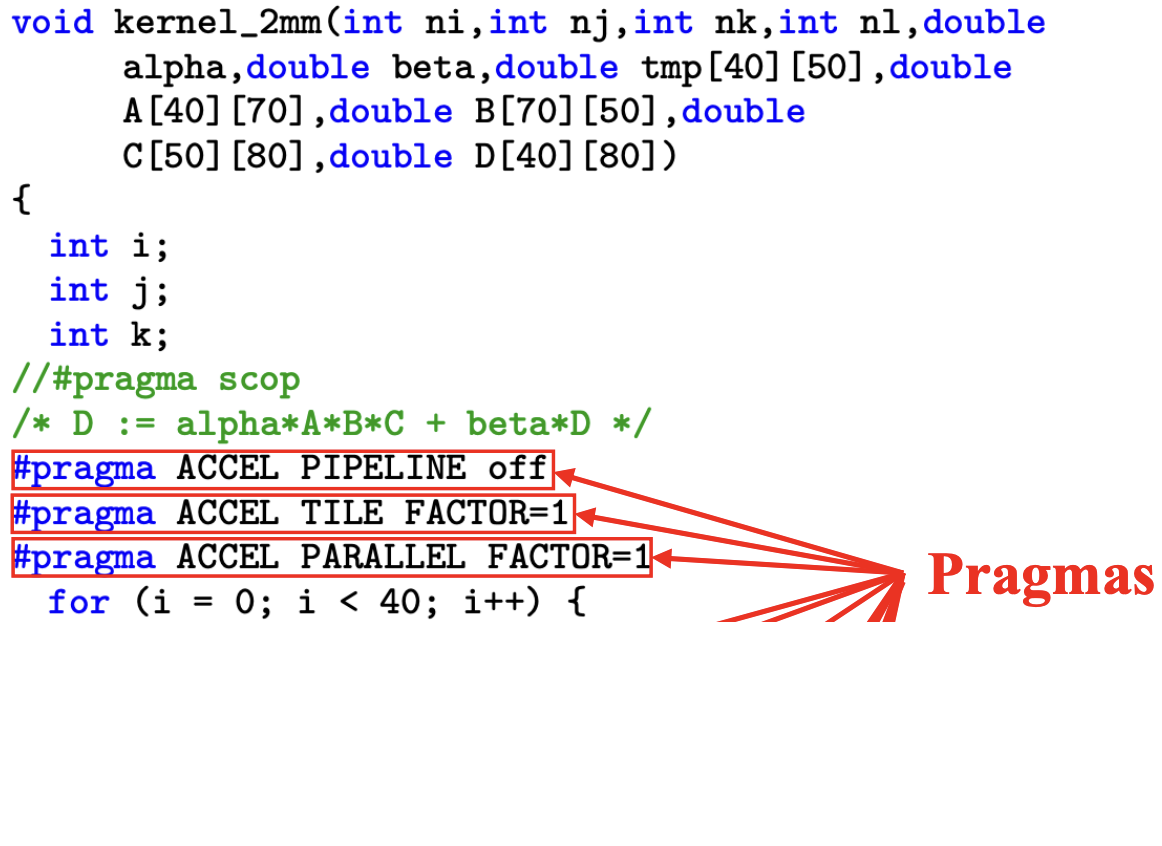 void kernel_2mm(int ni,int nj,int nk,int nl,double
alpha,double beta,double tmp[40][50],double
A[40][70],double B[70][50],double
C[50][80],double D[40][80])
{
int i;
int j;
int k;
//#pragma scop
/* D := alpha*A*B*C + beta*D */
#pragma ACCEL PIPELINE off
#pragma ACCEL TILE FACTOR=1
#pragma ACCEL PARALLEL FACTOR=1
Pragmas
for (i = 0; i < 40; i++) {